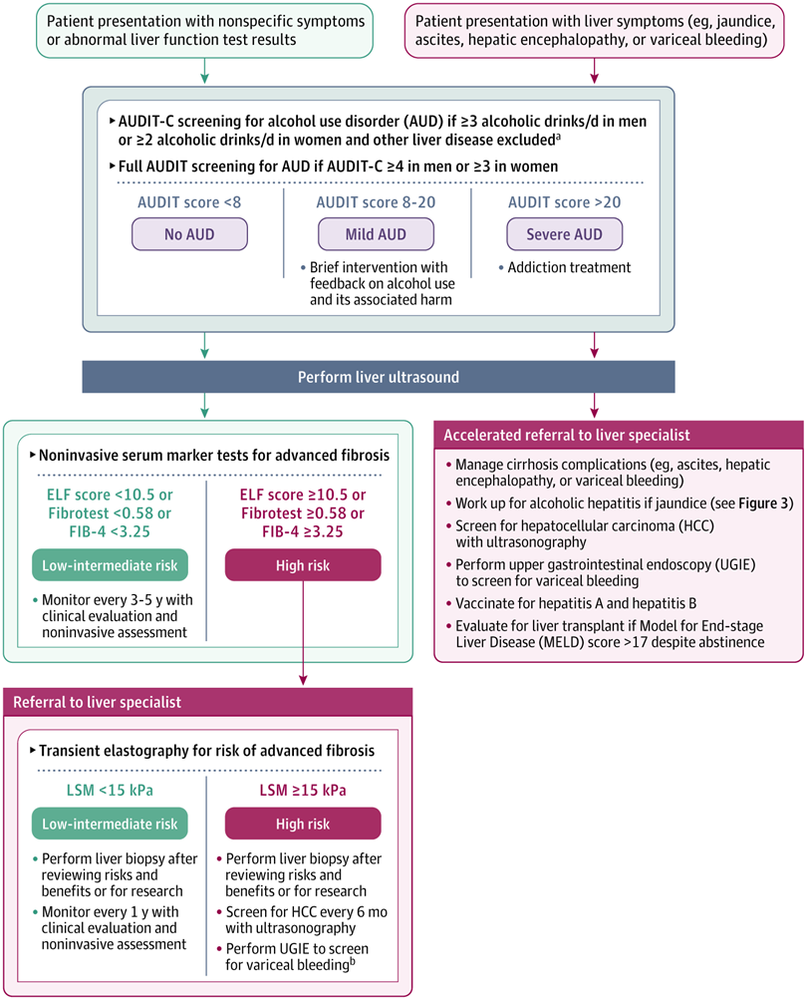 Patient presentation with nonspecific symptoms
or abnormal liver function test results
Patient presentation with liver symptoms (eg, jaundice,
ascites, hepatic encephalopathy, or variceal bleeding)
▸ AUDIT-C screening for alcohol use disorder (AUD) if ≥3 alcoholic drinks/d in men
or ≥2 alcoholic drinks/d in women and other liver disease excludedᵃ
▸ Full AUDIT screening for AUD if AUDIT-C ≥4 in men or ≥3 in women
AUDIT score <8
No AUD
AUDIT score 8-20
Mild AUD
• Brief intervention with
feedback on alcohol use
and its associated harm
AUDIT score >20
Severe AUD
• Addiction treatment
Perform liver ultrasound
▸ Noninvasive serum marker tests for advanced fibrosis
ELF score <10.5 or
Fibrotest <0.58 or
FIB-4 <3.25
Low-intermediate risk
• Monitor every 3-5 y with
clinical evaluation and
noninvasive assessment
ELF score ≥10.5 or
Fibrotest ≥0.58 or
FIB-4 ≥3.25
High risk
Accelerated referral to liver specialist
• Manage cirrhosis complications (eg, ascites, hepatic
encephalopathy, or variceal bleeding)
• Work up for alcoholic hepatitis if jaundice (see Figure 3)
• Screen for hepatocellular carcinoma (HCC)
with ultrasonography
• Perform upper gastrointestinal endoscopy (UGIE)
to screen for variceal bleeding
• Vaccinate for hepatitis A and hepatitis B
• Evaluate for liver transplant if Model for End-stage
Liver Disease (MELD) score >17 despite abstinence
Referral to liver specialist
▸ Transient elastography for risk of advanced fibrosis
LSM <15 kPa
Low-intermediate risk
• Perform liver biopsy after
reviewing risks and
benefits or for research
• Monitor every 1 y with
clinical evaluation and
noninvasive assessment
LSM ≥15 kPa
High risk
• Perform liver biopsy after
reviewing risks and
benefits or for research
• Screen for HCC every 6 mo
with ultrasonography
• Perform UGIE to screen
for variceal bleedingᵇ